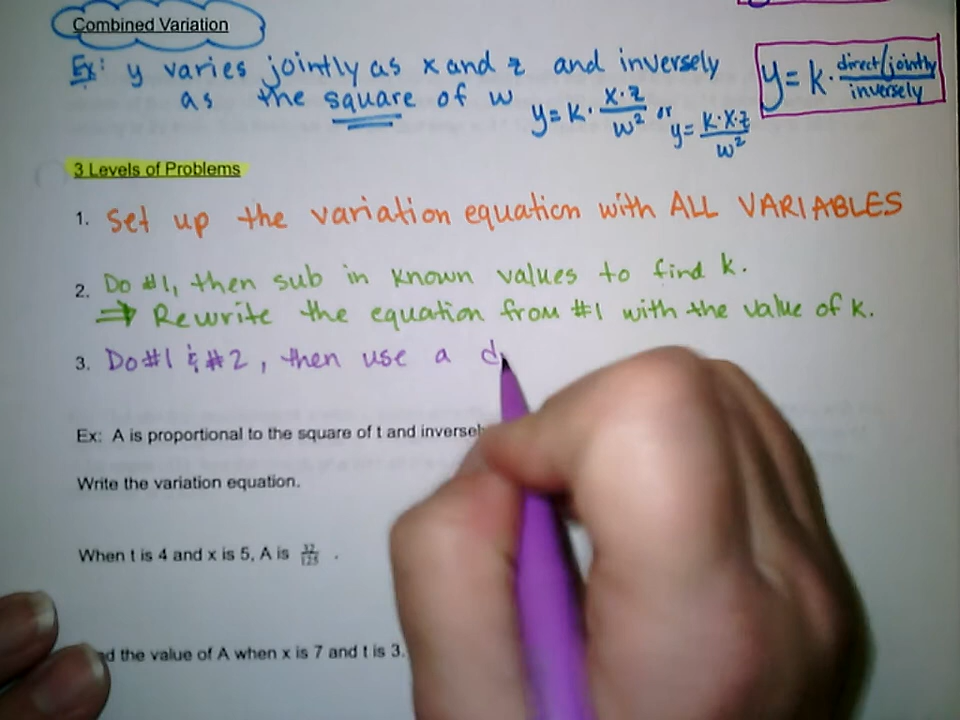 Combined Variation
Ex: y varies jointly as x and z and inversely
as the square of w
y = k · x·z / w² or y = k·x·z / w²
y = k · direct/jointly / inversely
3 Levels of Problems
1. Set up the variation equation with ALL VARIABLES
2. Do #1, then sub in known values to find k.
⇒ Rewrite the equation from #1 with the value of k.
3. Do #1 & #2, then use a d
Ex: A is proportional to the square of t and
Write the variation equation.
When t is 4 and x is 5, A is 32/125 .
the value of A when x is 7 and t is 3.